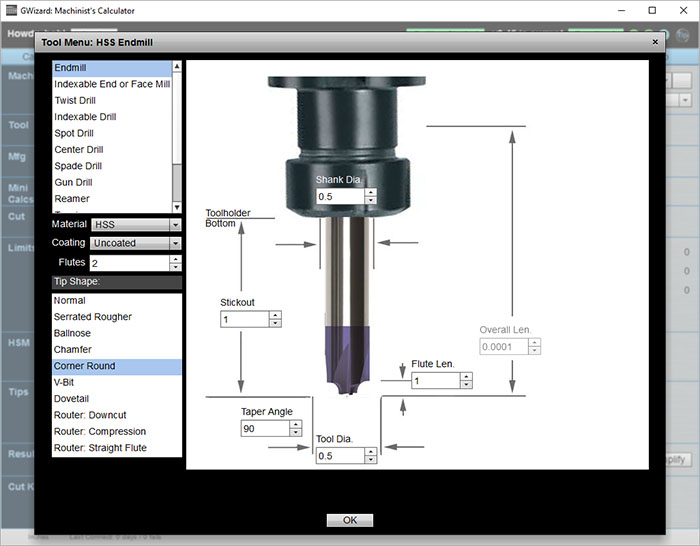 GWizard: Machinist's Calculator
Tool Menu: HSS Endmill
Machi
Tool
Mfg
Mini
Calcs
Cut
Limits
HSM
Tips
Resul
Cut K
0
0
0
Endmill
Indexable End or Face Mill
Twist Drill
Indexable Drill
Spot Drill
Center Drill
Spade Drill
Gun Drill
Reamer
Material HSS
Coating Uncoated
Flutes 2
Tip Shape:
Normal
Serrated Rougher
Ballnose
Chamfer
Corner Round
V-Bit
Dovetail
Router: Downcut
Router: Compression
Router: Straight Flute
Shank Dia.
0.5
Toolholder
Bottom
Stickout
1
Overall Len.
0.0001
Flute Len.
1
Taper Angle
90
Tool Dia.
0.5
OK